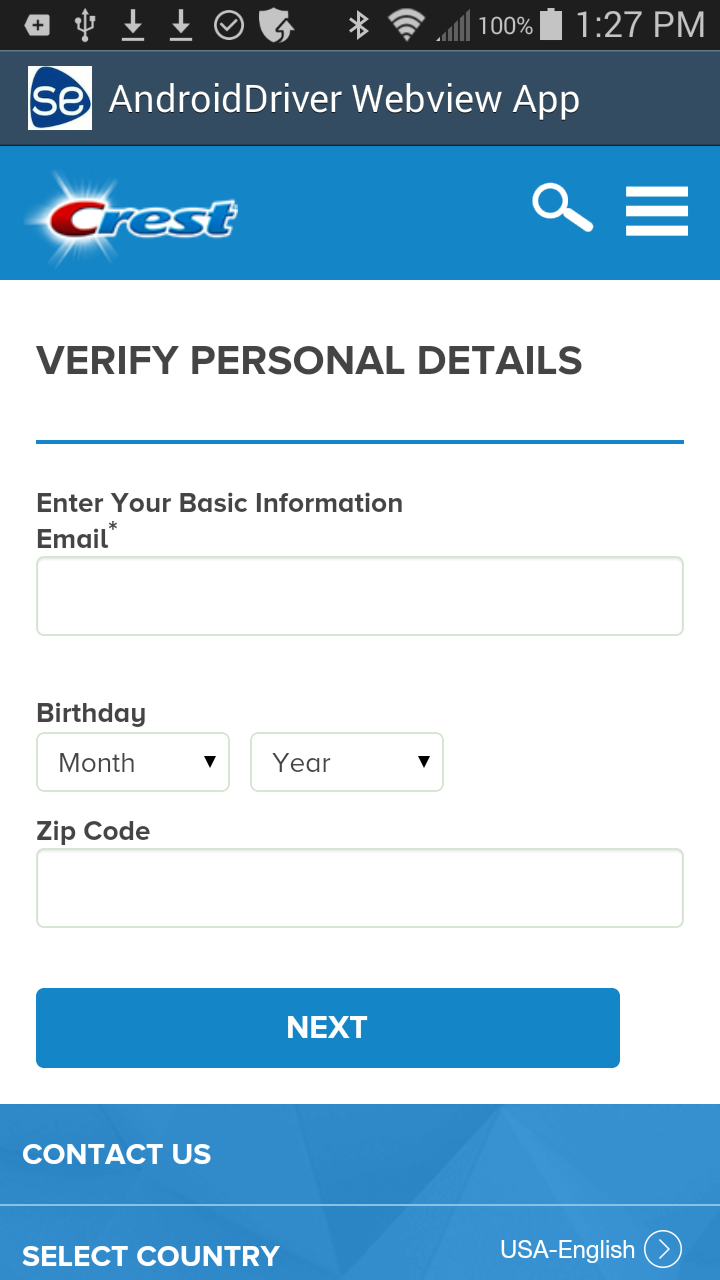 100% 1:27 PM
se AndroidDriver Webview App
Crest
VERIFY PERSONAL DETAILS
Enter Your Basic Information
Email*
Birthday
Month ▼ Year ▼
Zip Code
NEXT
CONTACT US
SELECT COUNTRY USA-English